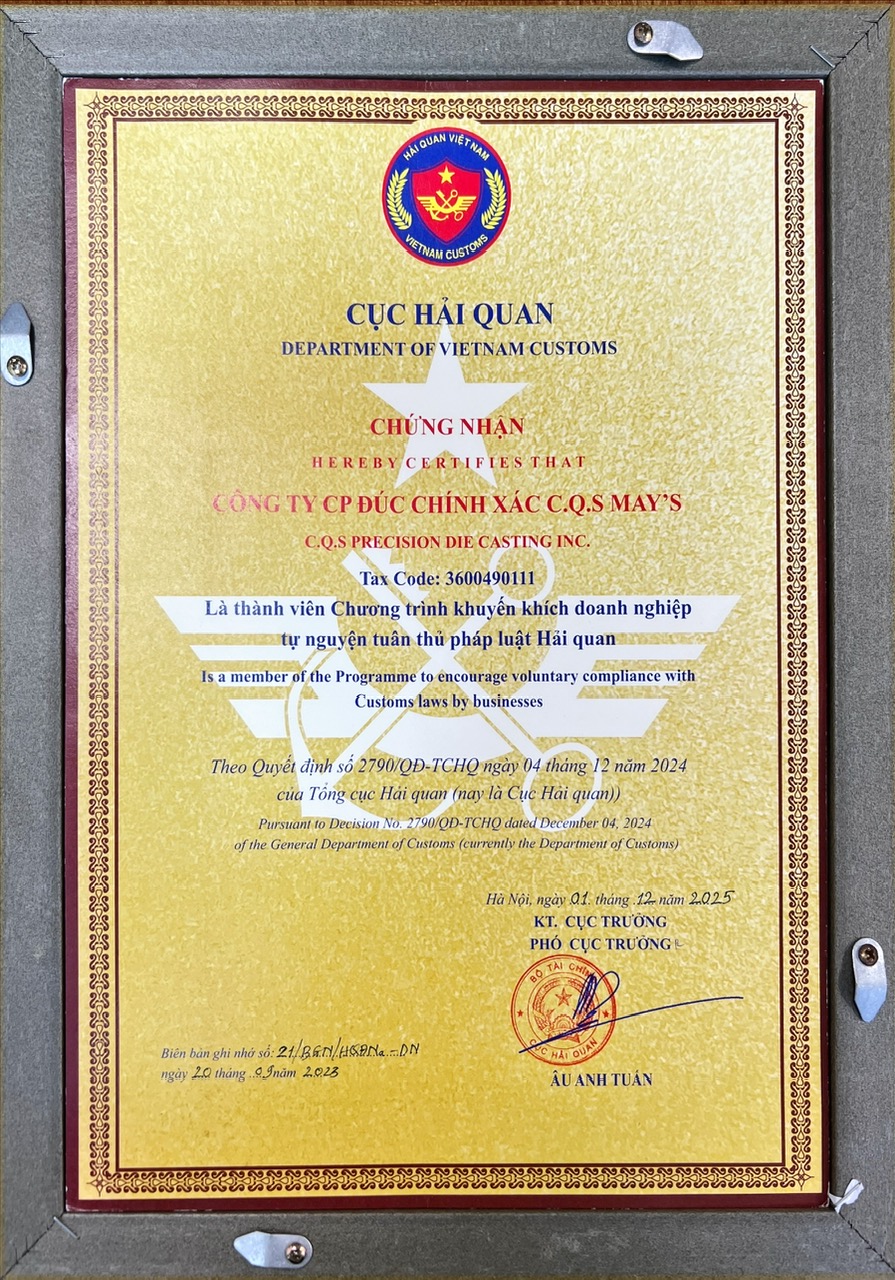 HẢI QUAN VIỆT NAM
VIETNAM CUSTOMS
CỤC HẢI QUAN
DEPARTMENT OF VIETNAM CUSTOMS
CHỨNG NHẬN
HEREBY CERTIFIES THAT
CÔNG TY CP ĐÚC CHÍNH XÁC C.Q.S MAY'S
C.Q.S PRECISION DIE CASTING INC.
Tax Code: 3600490111
Là thành viên Chương trình khuyến khích doanh nghiệp
tự nguyện tuân thủ pháp luật Hải quan
Is a member of the Programme to encourage voluntary compliance with
Customs laws by businesses
Theo Quyết định số 2790/QĐ-TCHQ ngày 04 tháng 12 năm 2024
của Tổng cục Hải quan (nay là Cục Hải quan))
Pursuant to Decision No. 2790/QĐ-TCHQ dated December 04, 2024
of the General Department of Customs (currently the Department of Customs)
Hà Nội, ngày 01 tháng 12 năm 2025
KT. CỤC TRƯỞNG
PHÓ CỤC TRƯỞNG
BỘ TÀI CHÍNH
CỤC HẢI QUAN
Biên bản ghi nhớ số: 21/BGN/HQĐNa-DN
ngày 20 tháng 09 năm 2023
ÂU ANH TUẤN